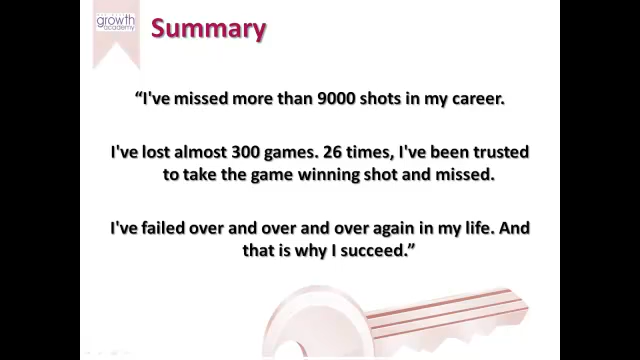 growth
academy
Summary
“I've missed more than 9000 shots in my career.
I've lost almost 300 games. 26 times, I've been trusted
to take the game winning shot and missed.
I've failed over and over and over again in my life. And
that is why I succeed.”